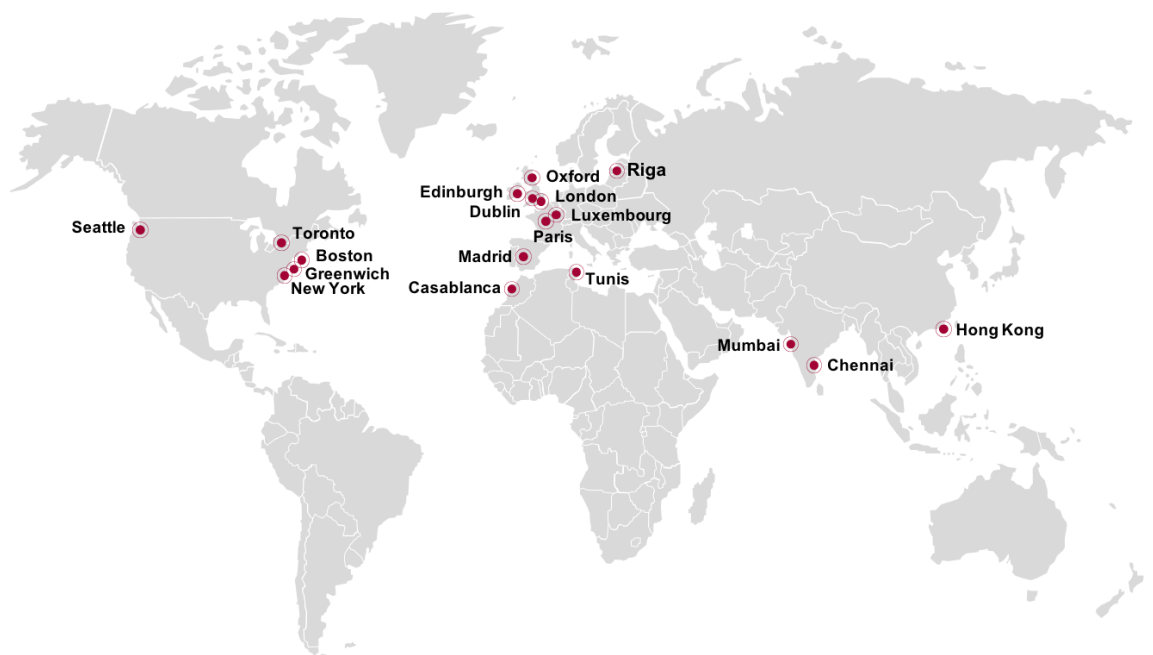 Riga
Oxford
Edinburgh
London
Dublin
Luxembourg
Seattle
Toronto
Paris
Boston
Madrid
Greenwich
Tunis
New York
Casablanca
Hong Kong
Mumbai
Chennai